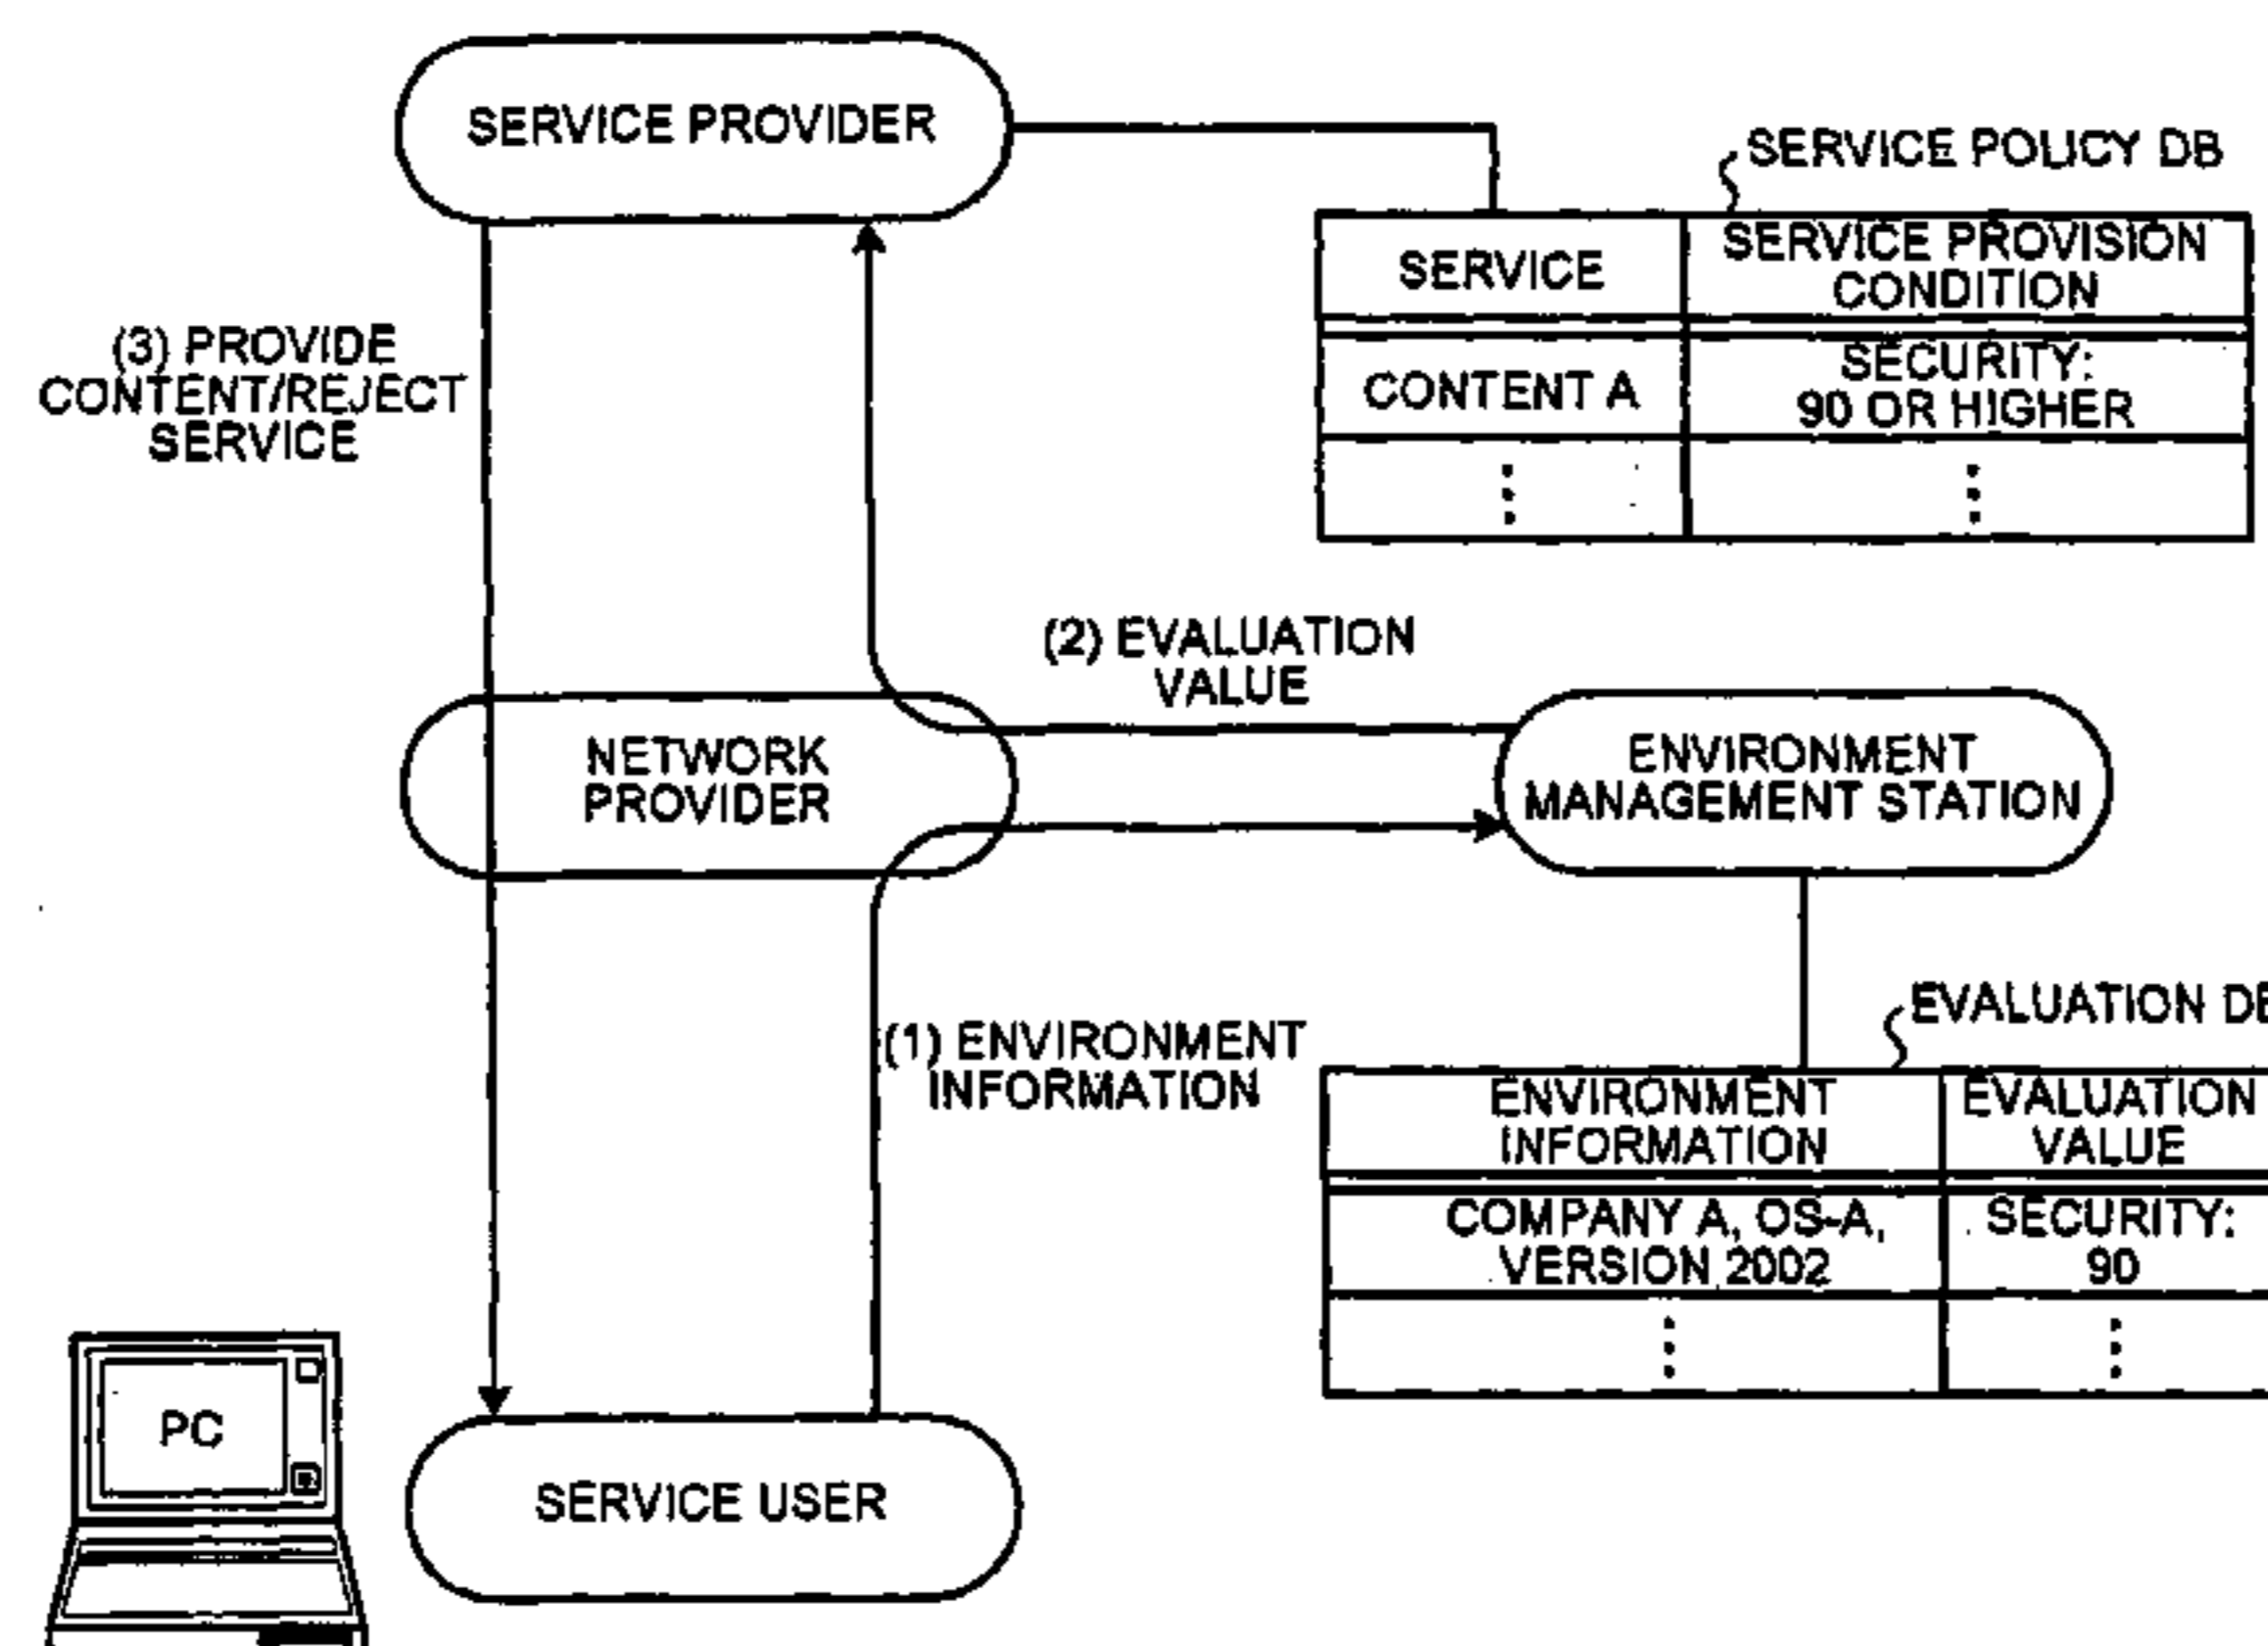 SERVICE PROVIDER
SERVICE POLICY DB
SERVICE
SERVICE PROVISION
CONDITION
CONTENT A
SECURITY:
90 OR HIGHER
(3) PROVIDE
CONTENT/REJECT
SERVICE
(2) EVALUATION
VALUE
NETWORK
PROVIDER
ENVIRONMENT
MANAGEMENT STATION
(1) ENVIRONMENT
INFORMATION
EVALUATION DB
ENVIRONMENT
INFORMATION
EVALUATION
VALUE
COMPANY A, OS-A,
VERSION 2002
SECURITY:
90
PC
SERVICE USER